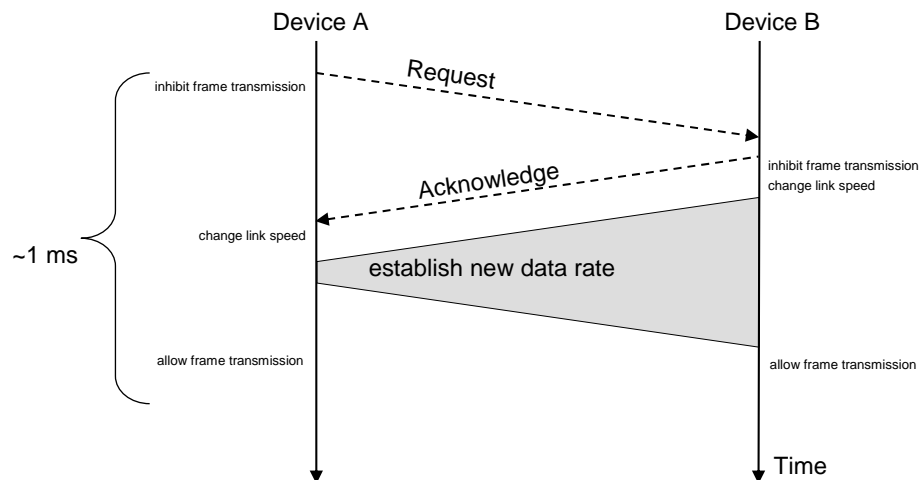 Device A
Device B
inhibit frame transmission
Request
inhibit frame transmission
change link speed
Acknowledge
change link speed
~1 ms
establish new data rate
allow frame transmission
allow frame transmission
Time